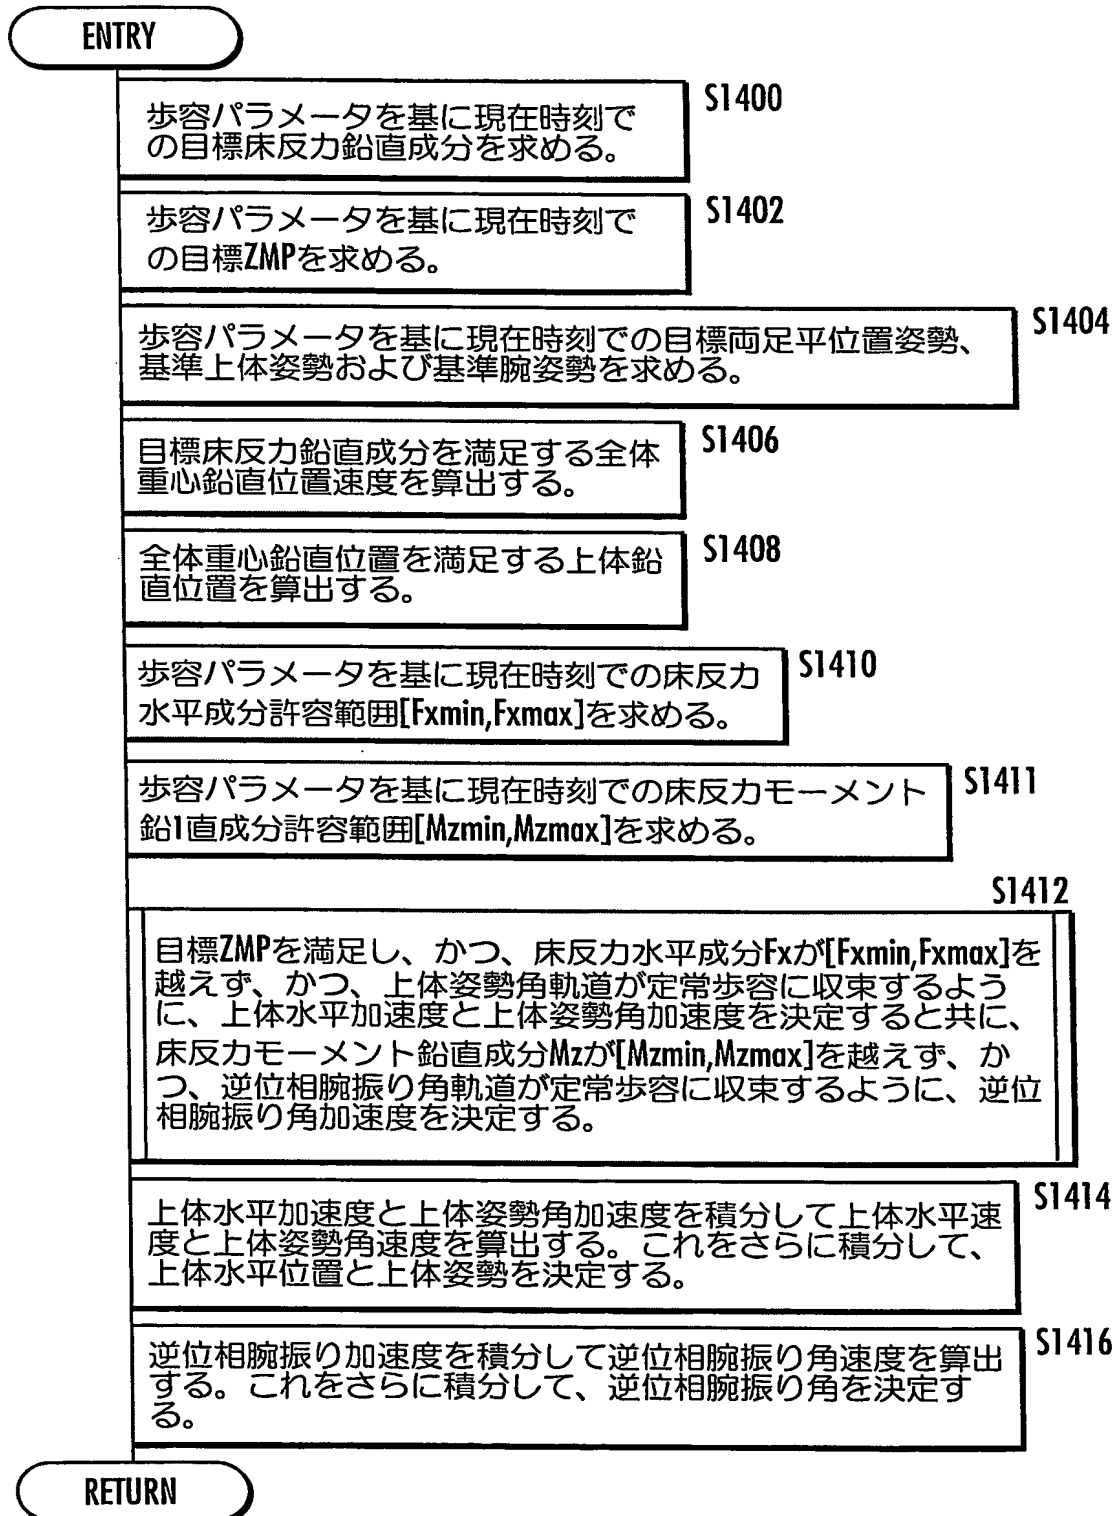 ENTRY
S1400
歩容パラメータを基に現在時刻で
の目標床反力鉛直成分を求める。
S1402
歩容パラメータを基に現在時刻で
の目標ZMPを求める。
S1404
歩容パラメータを基に現在時刻での目標両足平位置姿勢、
基準上体姿勢および基準腕姿勢を求める。
S1406
目標床反力鉛直成分を満足する全体
重心鉛直位置速度を算出する。
S1408
全体重心鉛直位置を満足する上体鉛
直位置を算出する。
S1410
歩容パラメータを基に現在時刻での床反力
水平成分許容範囲[Fxmin,Fxmax]を求める。
S1411
歩容パラメータを基に現在時刻での床反力モーメント
鉛1直成分許容範囲[Mzmin,Mzmax]を求める。
S1412
目標ZMPを満足し、かつ、床反力水平成分Fxが[Fxmin,Fxmax]を
越えず、かつ、上体姿勢角軌道が定常歩容に収束するよう
に、上体水平加速度と上体姿勢角加速度を決定すると共に、
床反力モーメント鉛直成分Mzが[Mzmin,Mzmax]を越えず、か
つ、逆位相腕振り角軌道が定常歩容に収束するように、逆位
相腕振り角加速度を決定する。
S1414
上体水平加速度と上体姿勢角加速度を積分して上体水平速
度と上体姿勢角速度を算出する。これをさらに積分して、
上体水平位置と上体姿勢を決定する。
S1416
逆位相腕振り加速度を積分して逆位相腕振り角速度を算出
する。これをさらに積分して、逆位相腕振り角を決定す
る。
RETURN